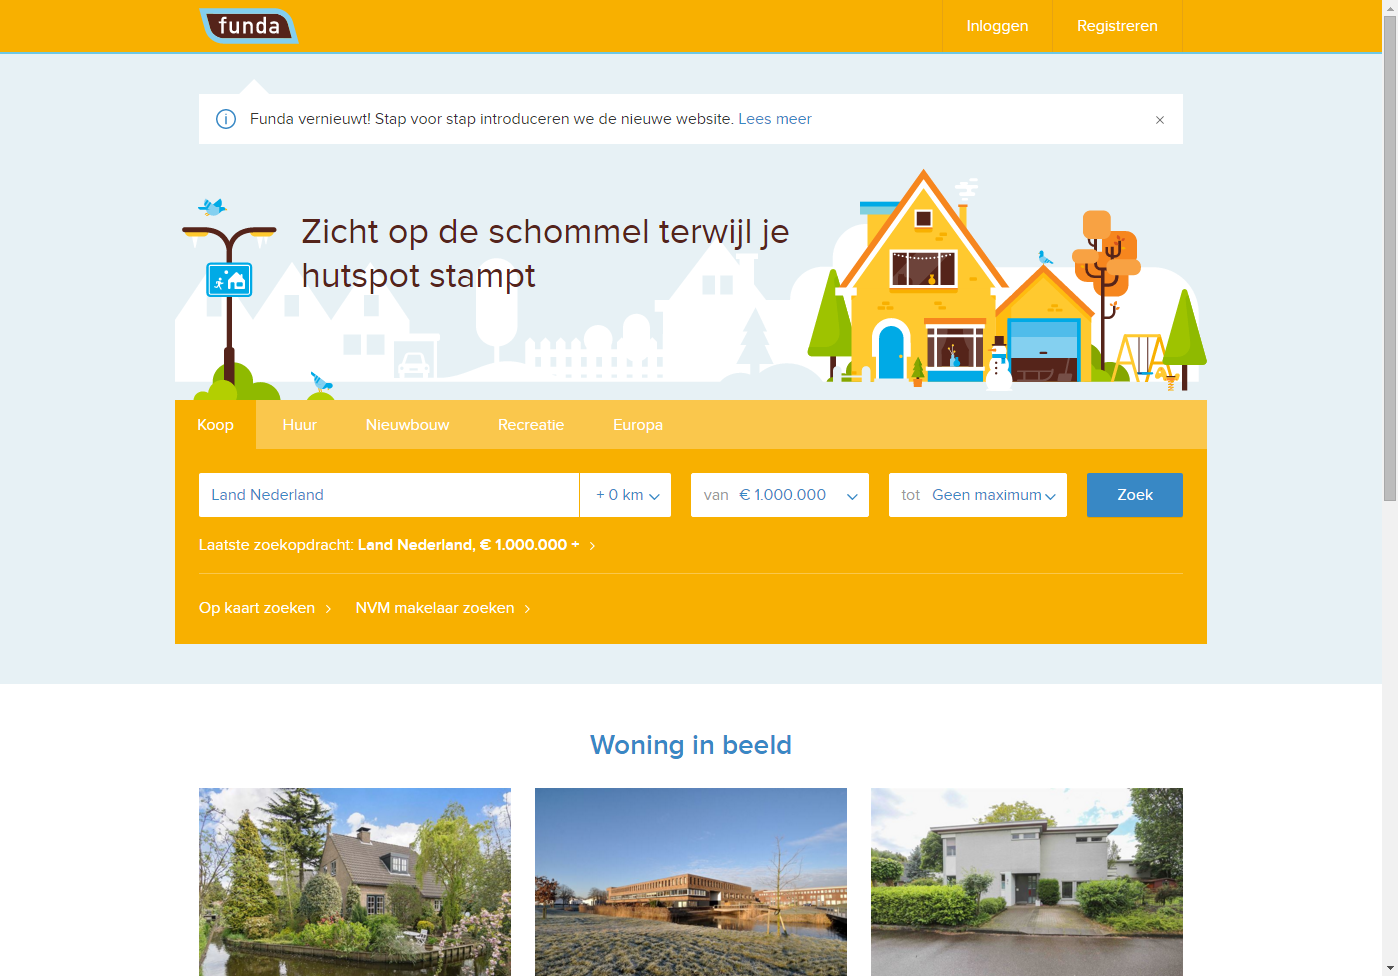 funda
Inloggen
Registreren
Funda vernieuwt! Stap voor stap introduceren we de nieuwe website. Lees meer
Zicht op de schommel terwijl je
hutspot stampt
Koop
Huur
Nieuwbouw
Recreatie
Europa
Land Nederland
+ 0 km
van € 1.000.000
tot Geen maximum
Zoek
Laatste zoekopdracht: Land Nederland, € 1.000.000 +
Op kaart zoeken
NVM makelaar zoeken
Woning in beeld